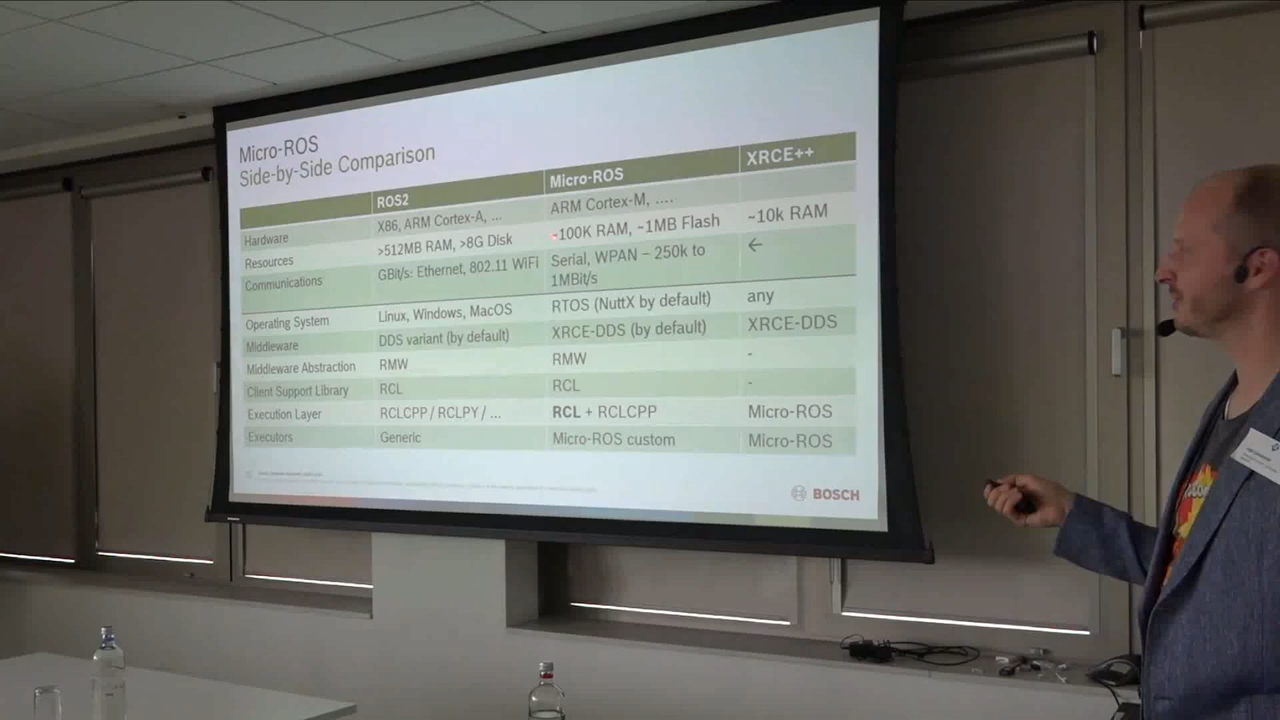 Micro-ROS
Side-by-Side Comparison
ROS2 Micro-ROS XRCE++
Hardware X86, ARM Cortex-A, ... ARM Cortex-M, ....
Resources >512MB RAM, >8G Disk ~100K RAM, ~1MB Flash ~10k RAM
Communications GBit/s: Ethernet, 802.11 WiFi Serial, WPAN – 250k to ←
1MBit/s
Operating System Linux, Windows, MacOS RTOS (NuttX by default) any
Middleware DDS variant (by default) XRCE-DDS (by default) XRCE-DDS
Middleware Abstraction RMW RMW -
Client Support Library RCL RCL -
Execution Layer RCLCPP / RCLPY / ... RCL + RCLCPP Micro-ROS
Executors Generic Micro-ROS custom Micro-ROS
BOSCH